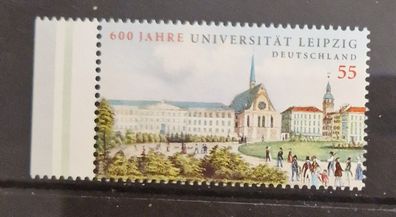 600 JAHRE UNIVERSITÄT LEIPZIG
DEUTSCHLAND
55